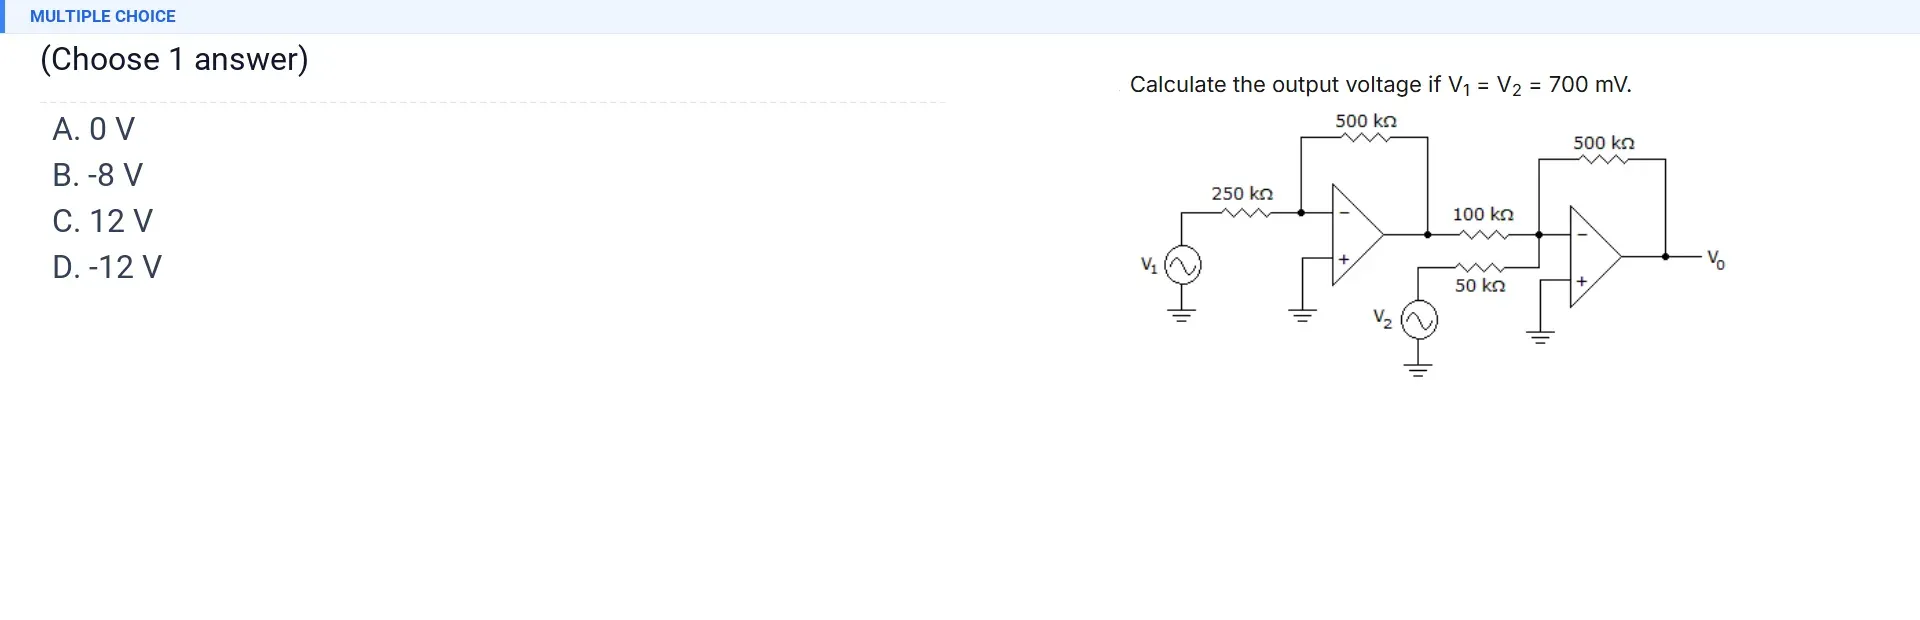 MULTIPLE CHOICE
(Choose 1 answer)
A. 0 V
B. -8 V
C. 12 V
D. -12 V
Calculate the output voltage if V₁ = V₂ = 700 mV.
500 kΩ
500 kΩ
250 kΩ
100 kΩ
V₁
50 kΩ
V₂
V₀